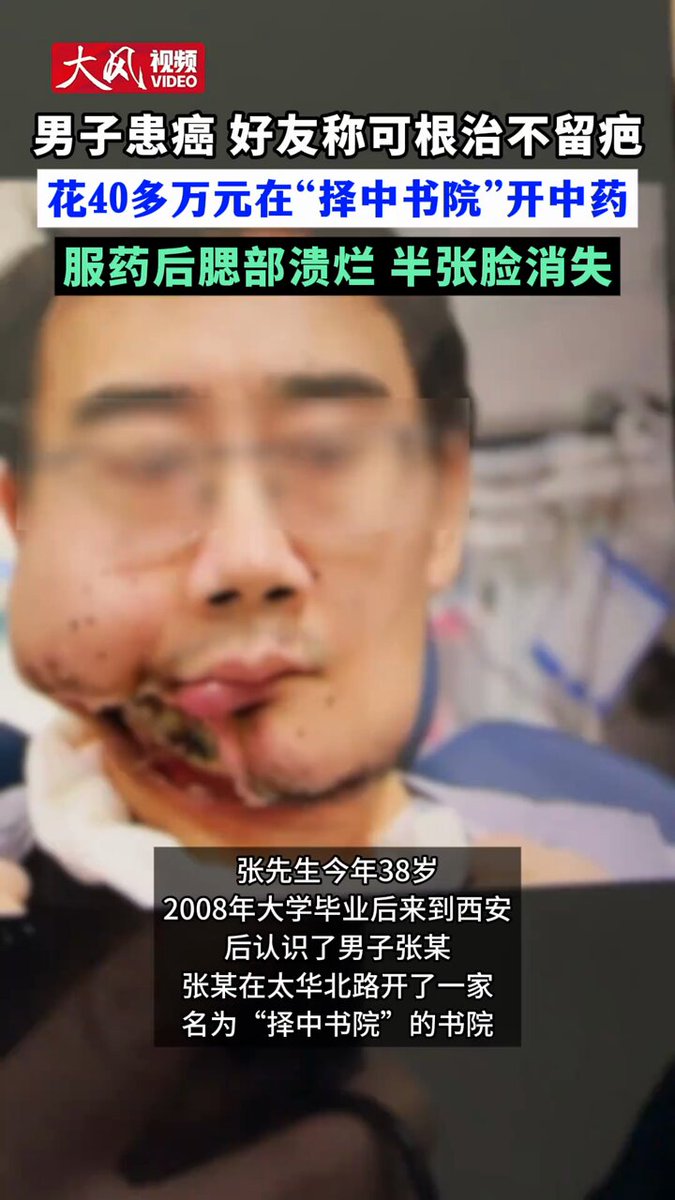 大风视频
VIDEO
男子患癌 好友称可根治不留疤
花40多万元在“择中书院”开中药
服药后腮部溃烂 半张脸消失
张先生今年38岁
2008年大学毕业后来到西安
后认识了男子张某
张某在太华北路开了一家
名为“择中书院”的书院